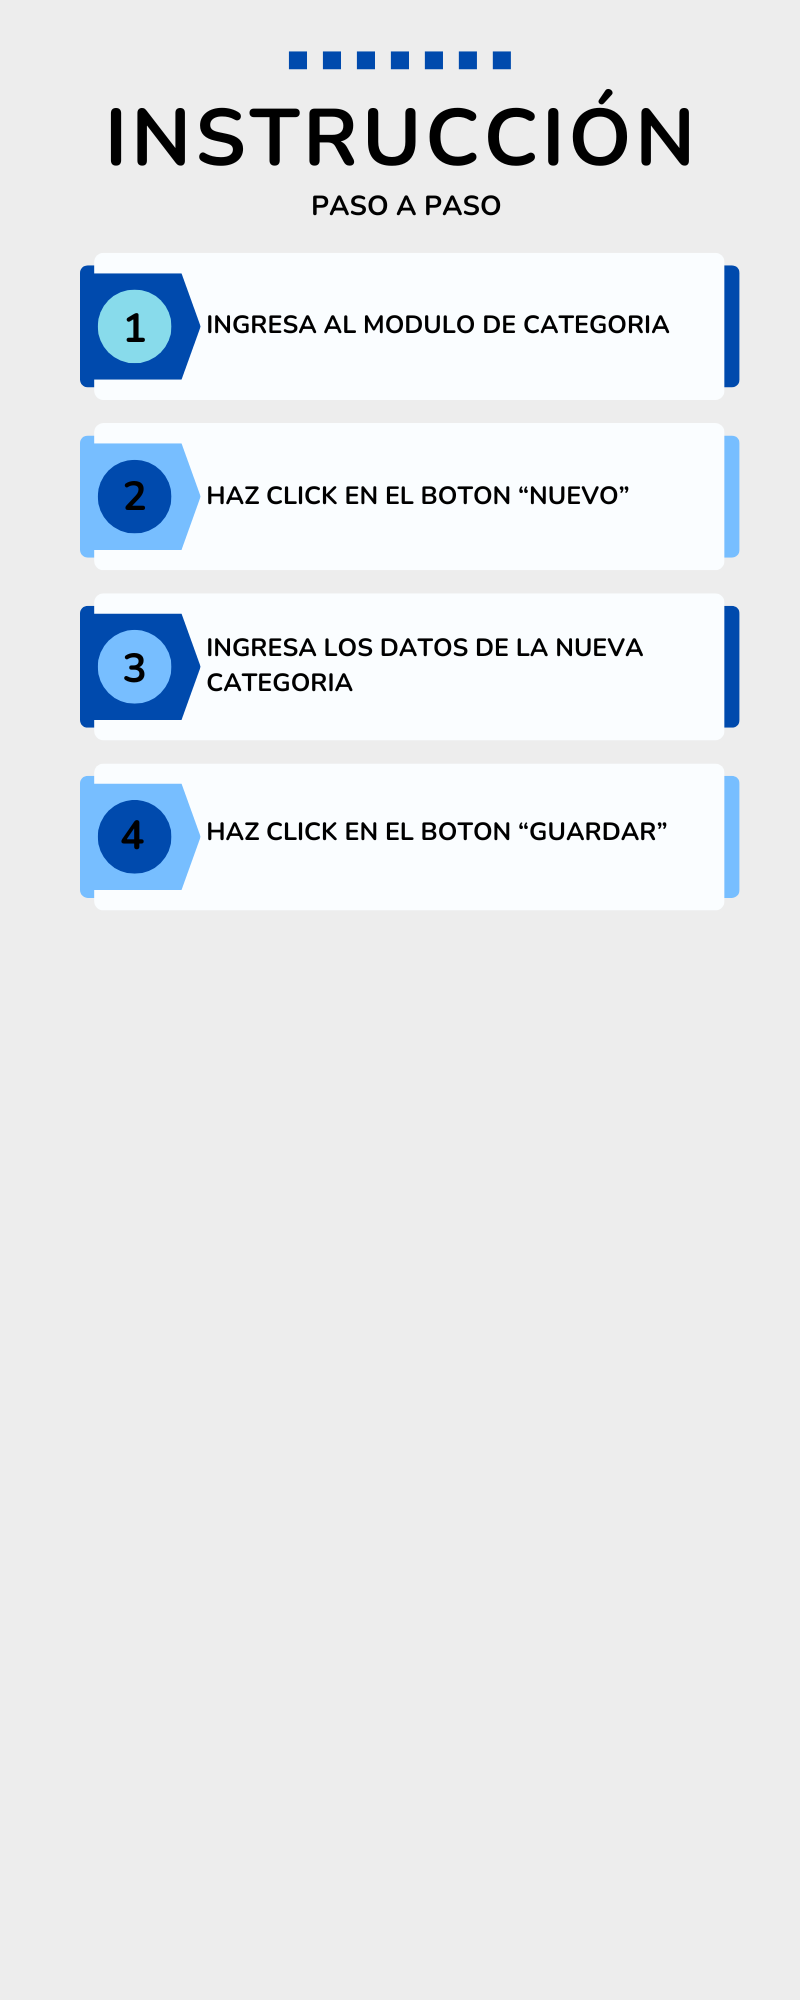 INSTRUCCIÓN
PASO A PASO
1
INGRESA AL MODULO DE CATEGORIA
2
HAZ CLICK EN EL BOTON “NUEVO”
3
INGRESA LOS DATOS DE LA NUEVA
CATEGORIA
4
HAZ CLICK EN EL BOTON “GUARDAR”